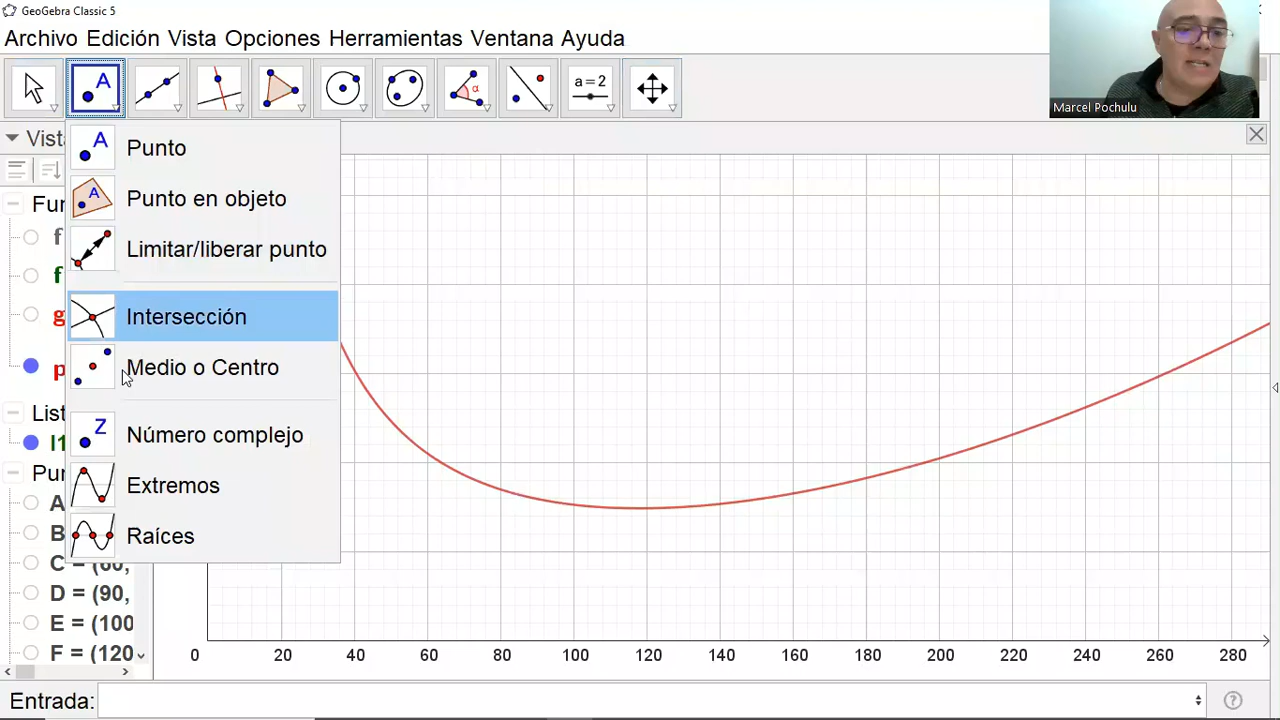 GeoGebra Classic 5
Archivo Edición Vista Opciones Herramientas Ventana Ayuda
A
α
a=2
Marcel Pochulu
Vista
A Punto
A Punto en objeto
Limitar/liberar punto
Intersección
Medio o Centro
Z Número complejo
Extremos
Raíces
Fun
f
f
g
p
List
l1
Pun
A
B
C = (60,
D = (90,
E = (100
F = (120
0 20 40 60 80 100 120 140 160 180 200 220 240 260 280
Entrada: